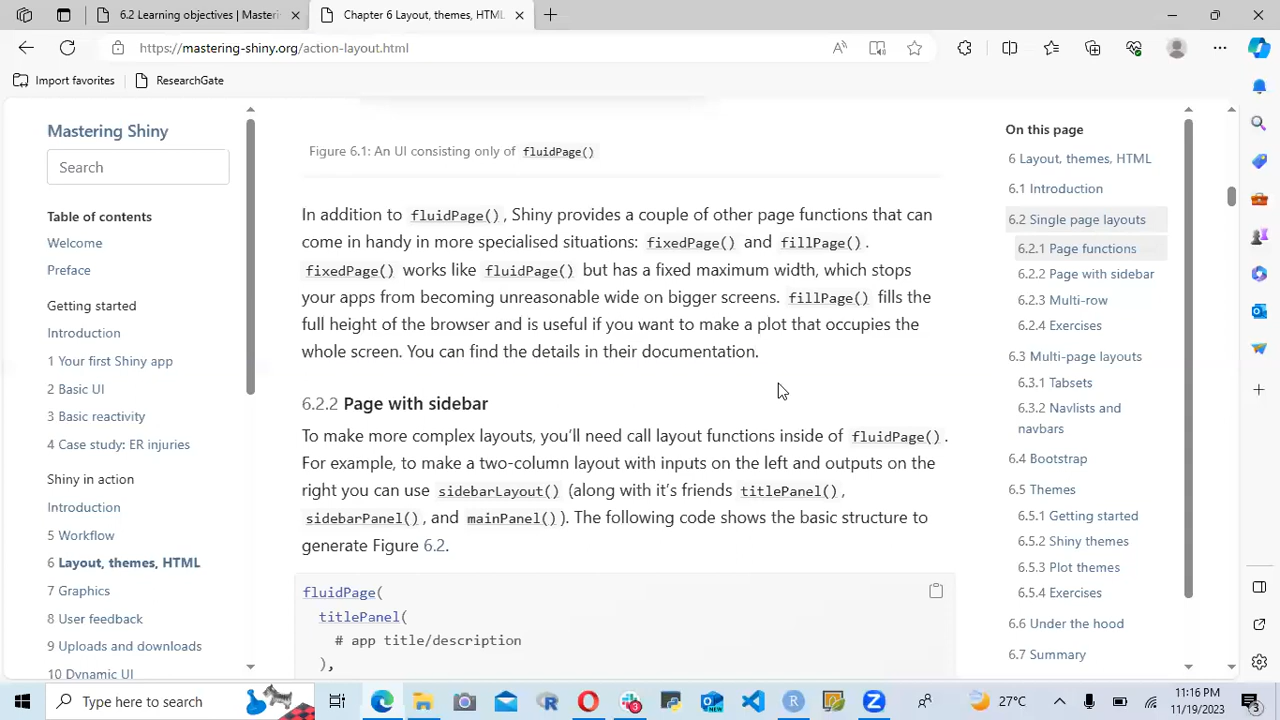 6.2 Learning objectives | Masteri
Chapter 6 Layout, themes, HTML
https://mastering-shiny.org/action-layout.html
Import favorites
ResearchGate
Mastering Shiny
Search
Table of contents
Welcome
Preface
Getting started
Introduction
1 Your first Shiny app
2 Basic UI
3 Basic reactivity
4 Case study: ER injuries
Shiny in action
Introduction
5 Workflow
6 Layout, themes, HTML
7 Graphics
8 User feedback
9 Uploads and downloads
10 Dynamic UI
Figure 6.1: An UI consisting only of fluidPage()
In addition to fluidPage(), Shiny provides a couple of other page functions that can
come in handy in more specialised situations: fixedPage() and fillPage().
fixedPage() works like fluidPage() but has a fixed maximum width, which stops
your apps from becoming unreasonable wide on bigger screens. fillPage() fills the
full height of the browser and is useful if you want to make a plot that occupies the
whole screen. You can find the details in their documentation.
6.2.2 Page with sidebar
To make more complex layouts, you'll need call layout functions inside of fluidPage().
For example, to make a two-column layout with inputs on the left and outputs on the
right you can use sidebarLayout() (along with it's friends titlePanel(),
sidebarPanel(), and mainPanel()). The following code shows the basic structure to
generate Figure 6.2.
fluidPage(
titlePanel(
# app title/description
),
On this page
6 Layout, themes, HTML
6.1 Introduction
6.2 Single page layouts
6.2.1 Page functions
6.2.2 Page with sidebar
6.2.3 Multi-row
6.2.4 Exercises
6.3 Multi-page layouts
6.3.1 Tabsets
6.3.2 Navlists and
navbars
6.4 Bootstrap
6.5 Themes
6.5.1 Getting started
6.5.2 Shiny themes
6.5.3 Plot themes
6.5.4 Exercises
6.6 Under the hood
6.7 Summary
Type here to search
3
27°C
11:16 PM
11/19/2023
3